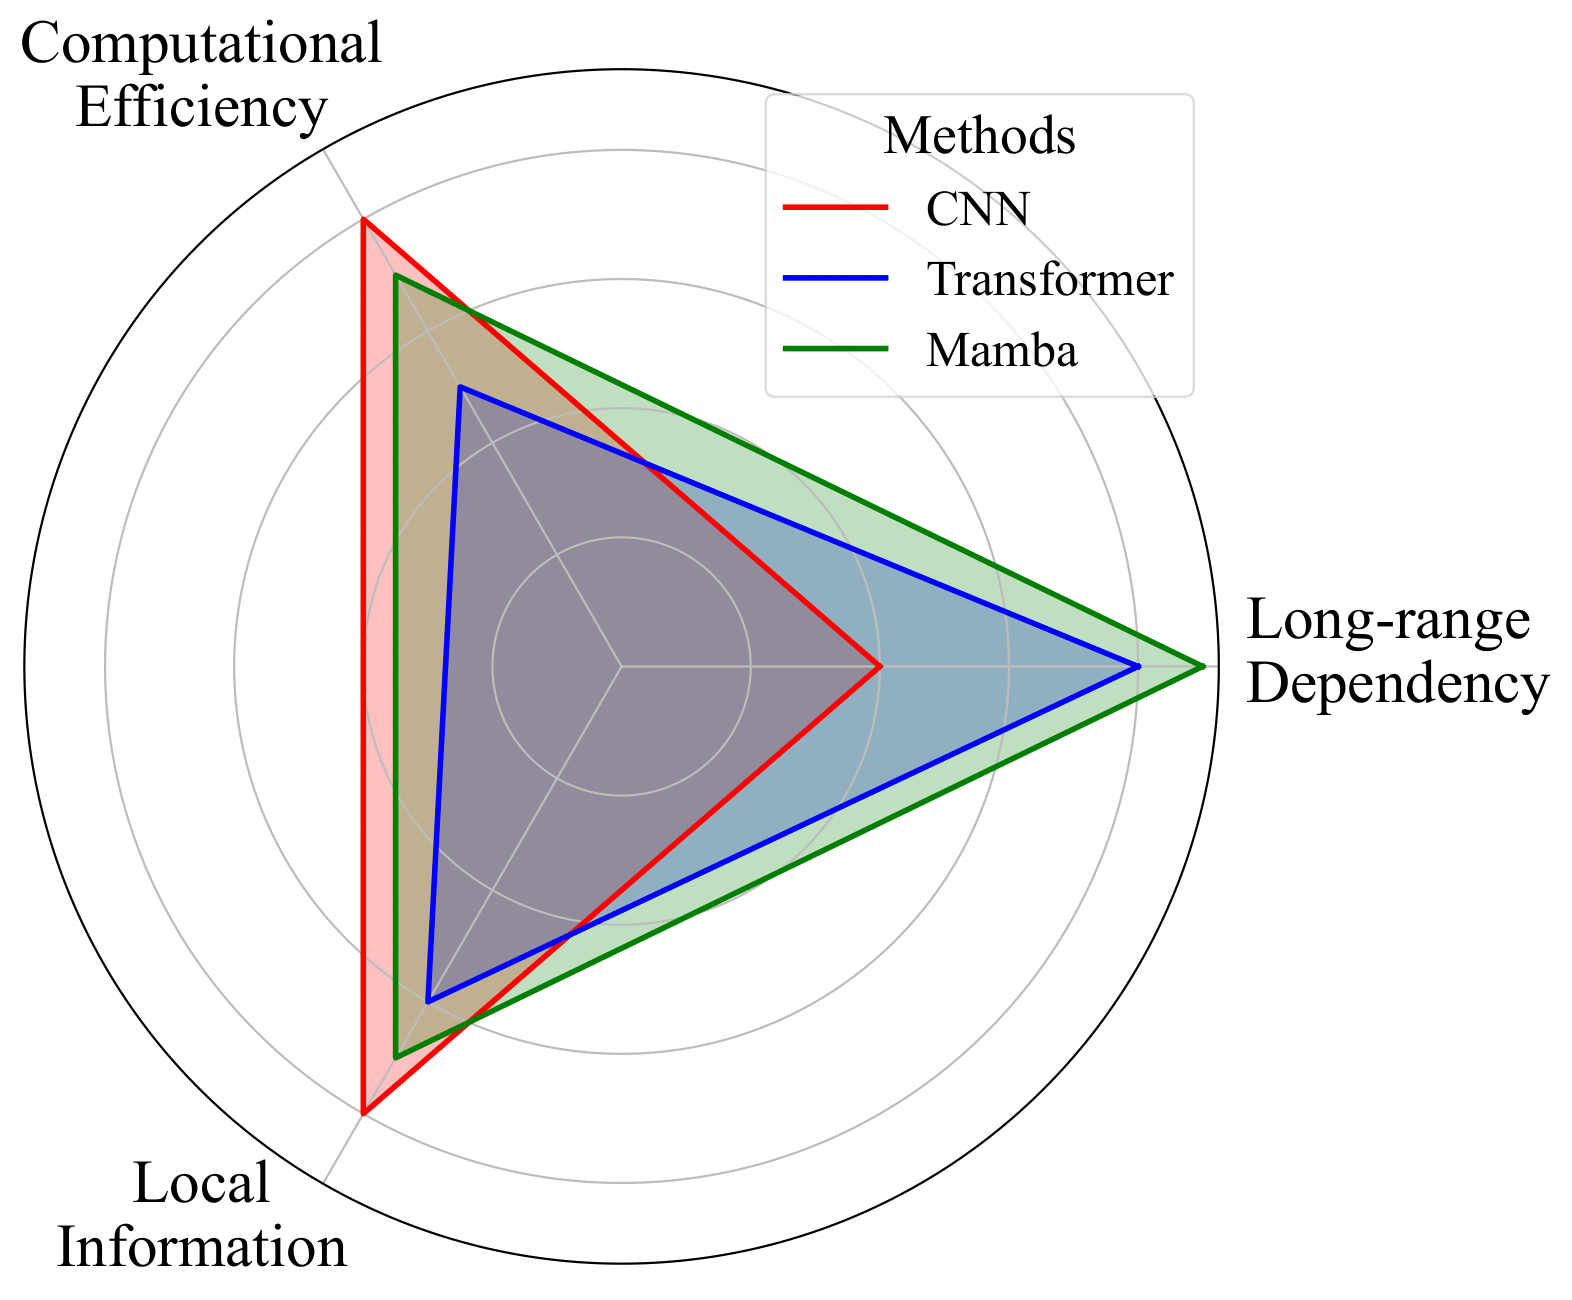 Computational
Efficiency
Methods
CNN
Transformer
Mamba
Long-range
Dependency
Local
Information